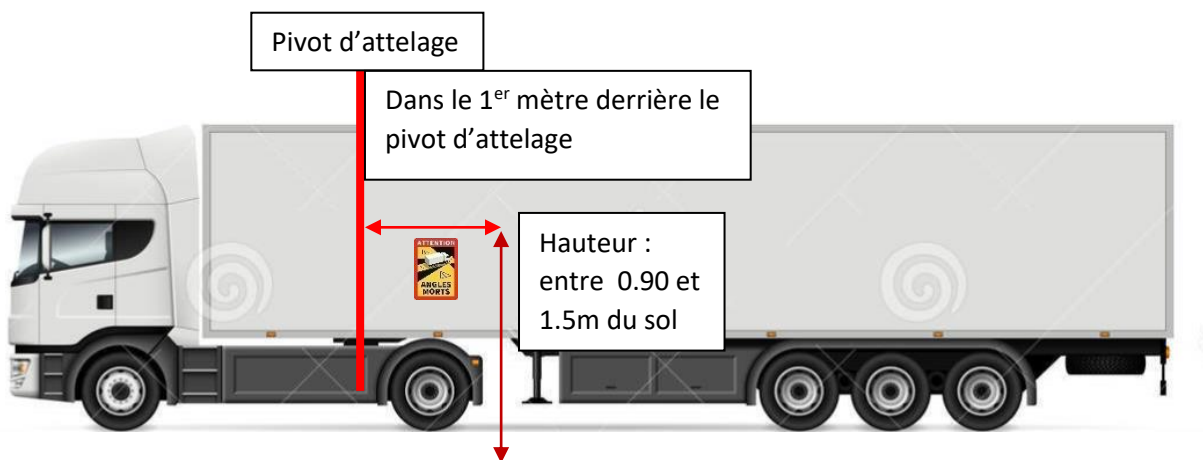 Pivot d’attelage
Dans le 1er mètre derrière le
pivot d’attelage
ATTENTION
ANGLES
MORTS
Hauteur :
entre 0.90 et
1.5m du sol